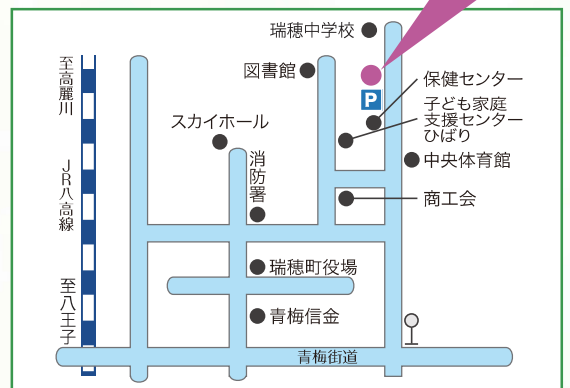 瑞穂中学校
図書館
至高麗川
P
保健センター
子ども家庭
支援センター
ひばり
スカイホール
消防署
中央体育館
JR八高線
商工会
瑞穂町役場
至八王子
青梅信金
青梅街道